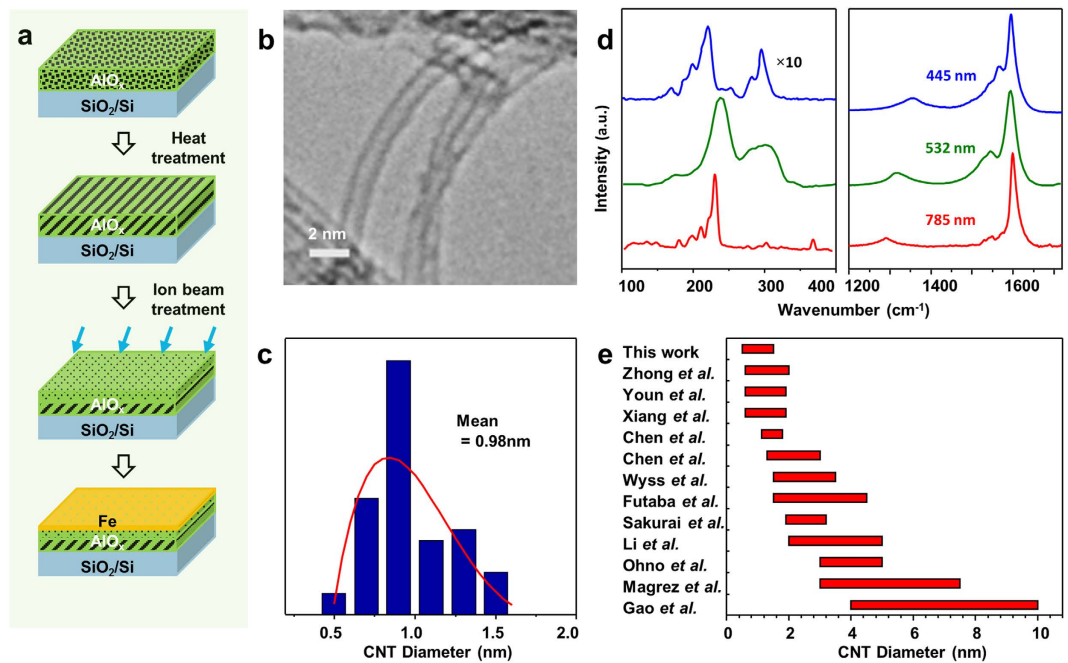 a
AlOx
SiO2/Si
Heat
treatment
AlOx
SiO2/Si
Ion beam
treatment
AlOx
SiO2/Si
Fe
AlOx
SiO2/Si
b
2 nm
c
Mean
= 0.98nm
0.5
1.0
1.5
2.0
CNT Diameter (nm)
d
×10
445 nm
532 nm
785 nm
Intensity (a.u.)
100
200
300
400
1200
1400
1600
Wavenumber (cm-1)
e
This work
Zhong et al.
Youn et al.
Xiang et al.
Chen et al.
Chen et al.
Wyss et al.
Futaba et al.
Sakurai et al.
Li et al.
Ohno et al.
Magrez et al.
Gao et al.
0
2
4
6
8
10
CNT Diameter (nm)